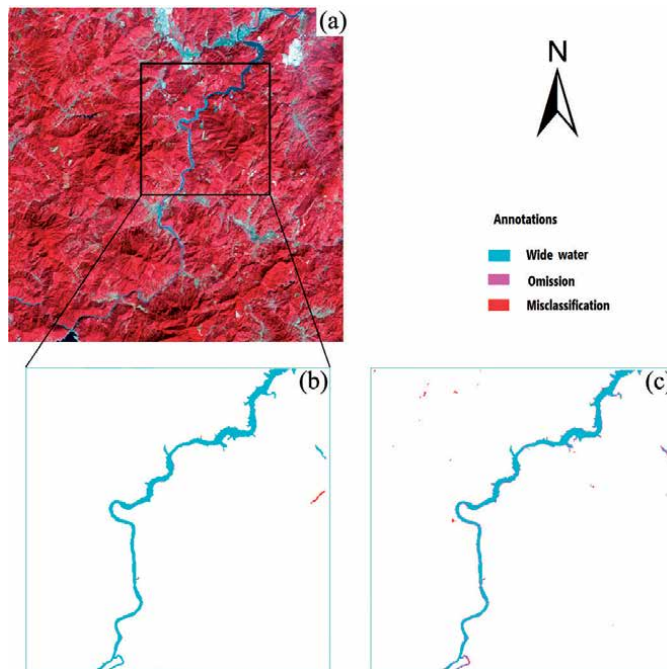 (a)
N
Annotations
Wide water
Omission
Misclassification
(b)
(c)